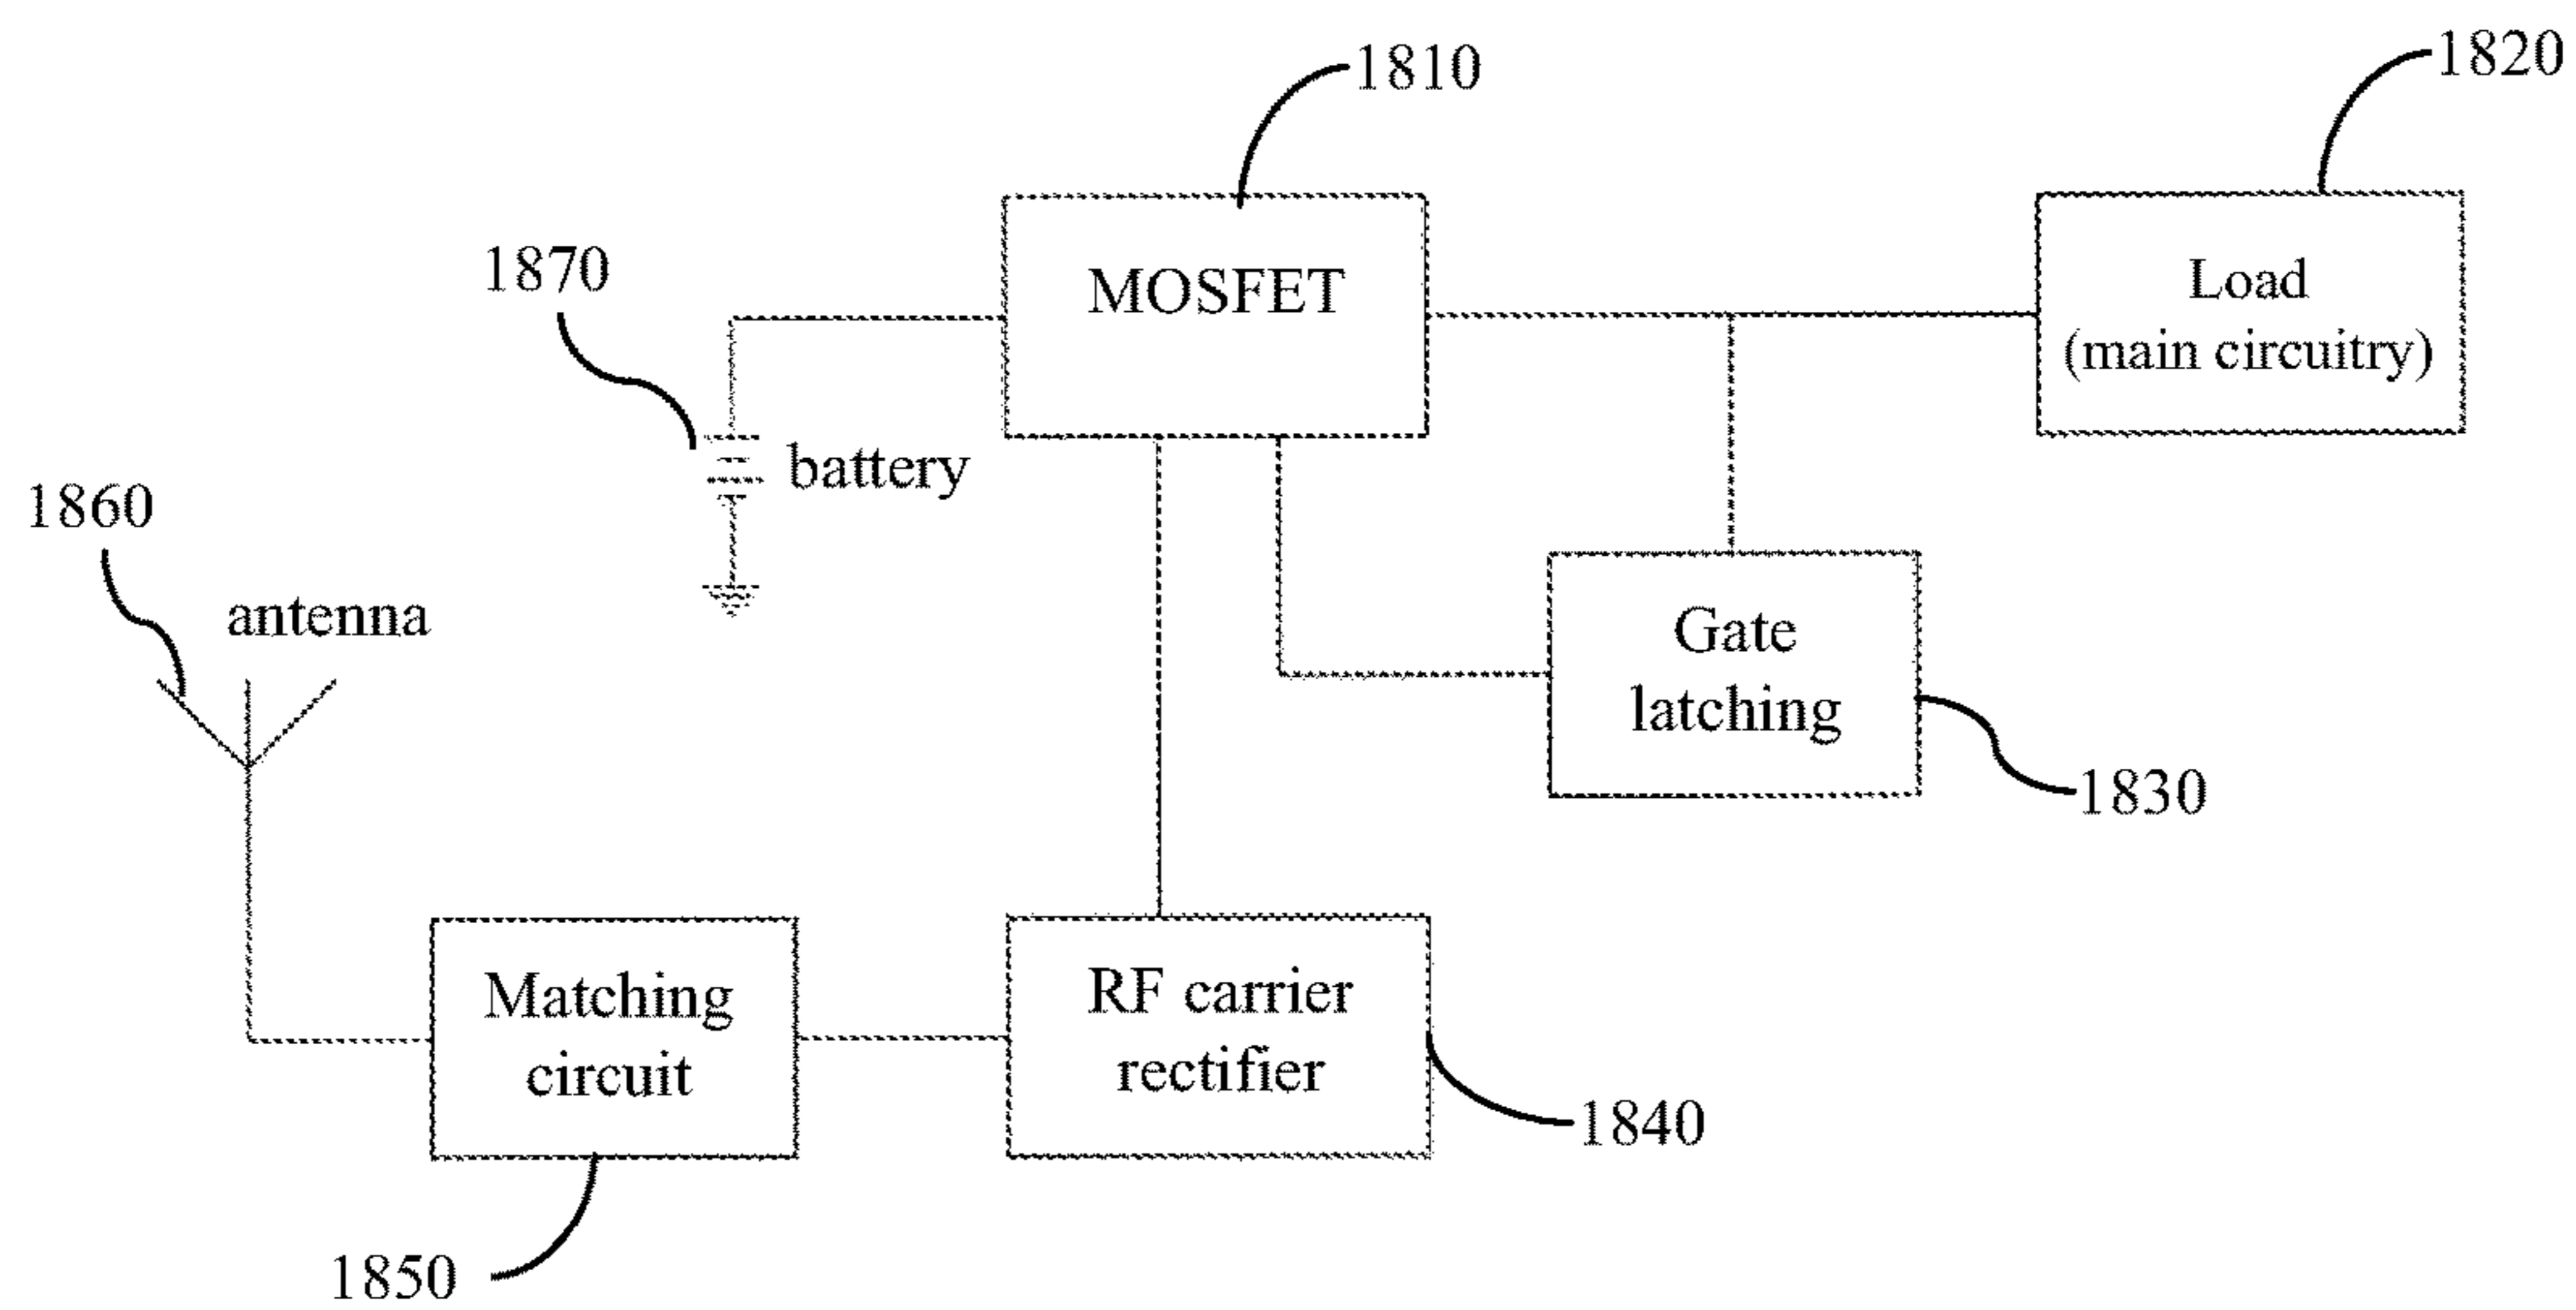 1810
1820
1870
MOSFET
Load
(main circuitry)
battery
1860
antenna
Gate
latching
1830
Matching
circuit
RF carrier
rectifier
1840
1850